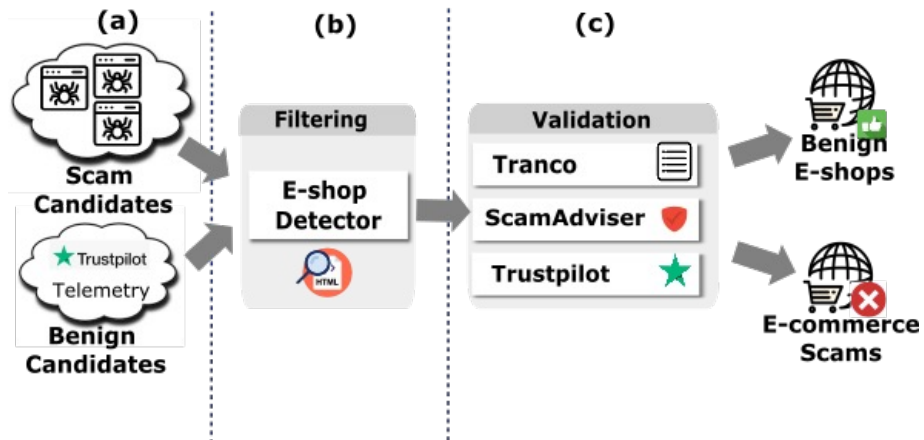 (a)
(b)
(c)
Scam
Candidates
Trustpilot
Telemetry
Benign
Candidates
Filtering
E-shop
Detector
HTML
Validation
Tranco
ScamAdviser
Trustpilot
Benign
E-shops
E-commerce
Scams